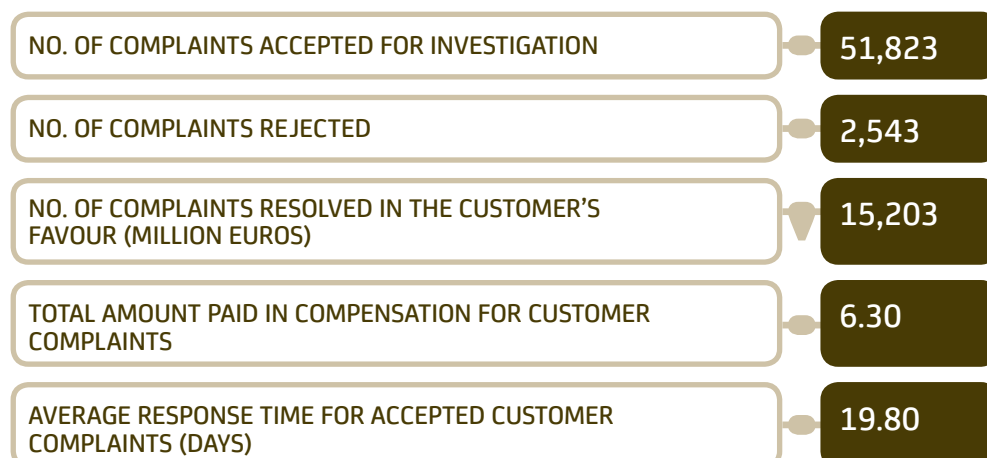 NO. OF COMPLAINTS ACCEPTED FOR INVESTIGATION
51,823
NO. OF COMPLAINTS REJECTED
2,543
NO. OF COMPLAINTS RESOLVED IN THE CUSTOMER’S
FAVOUR (MILLION EUROS)
15,203
TOTAL AMOUNT PAID IN COMPENSATION FOR CUSTOMER
COMPLAINTS
6.30
AVERAGE RESPONSE TIME FOR ACCEPTED CUSTOMER
COMPLAINTS (DAYS)
19.80